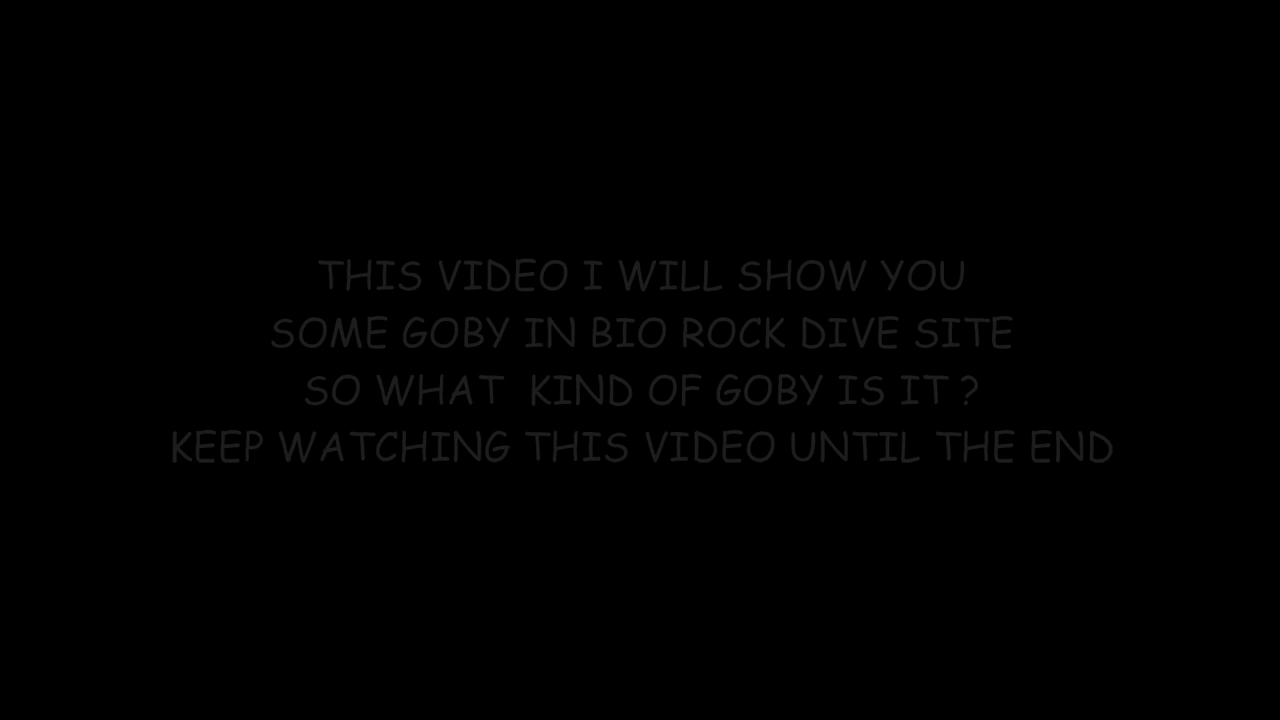 THIS VIDEO I WILL SHOW YOU
SOME GOBY IN BIO ROCK DIVE SITE
SO WHAT  KIND OF GOBY IS IT ?
KEEP WATCHING THIS VIDEO UNTIL THE END